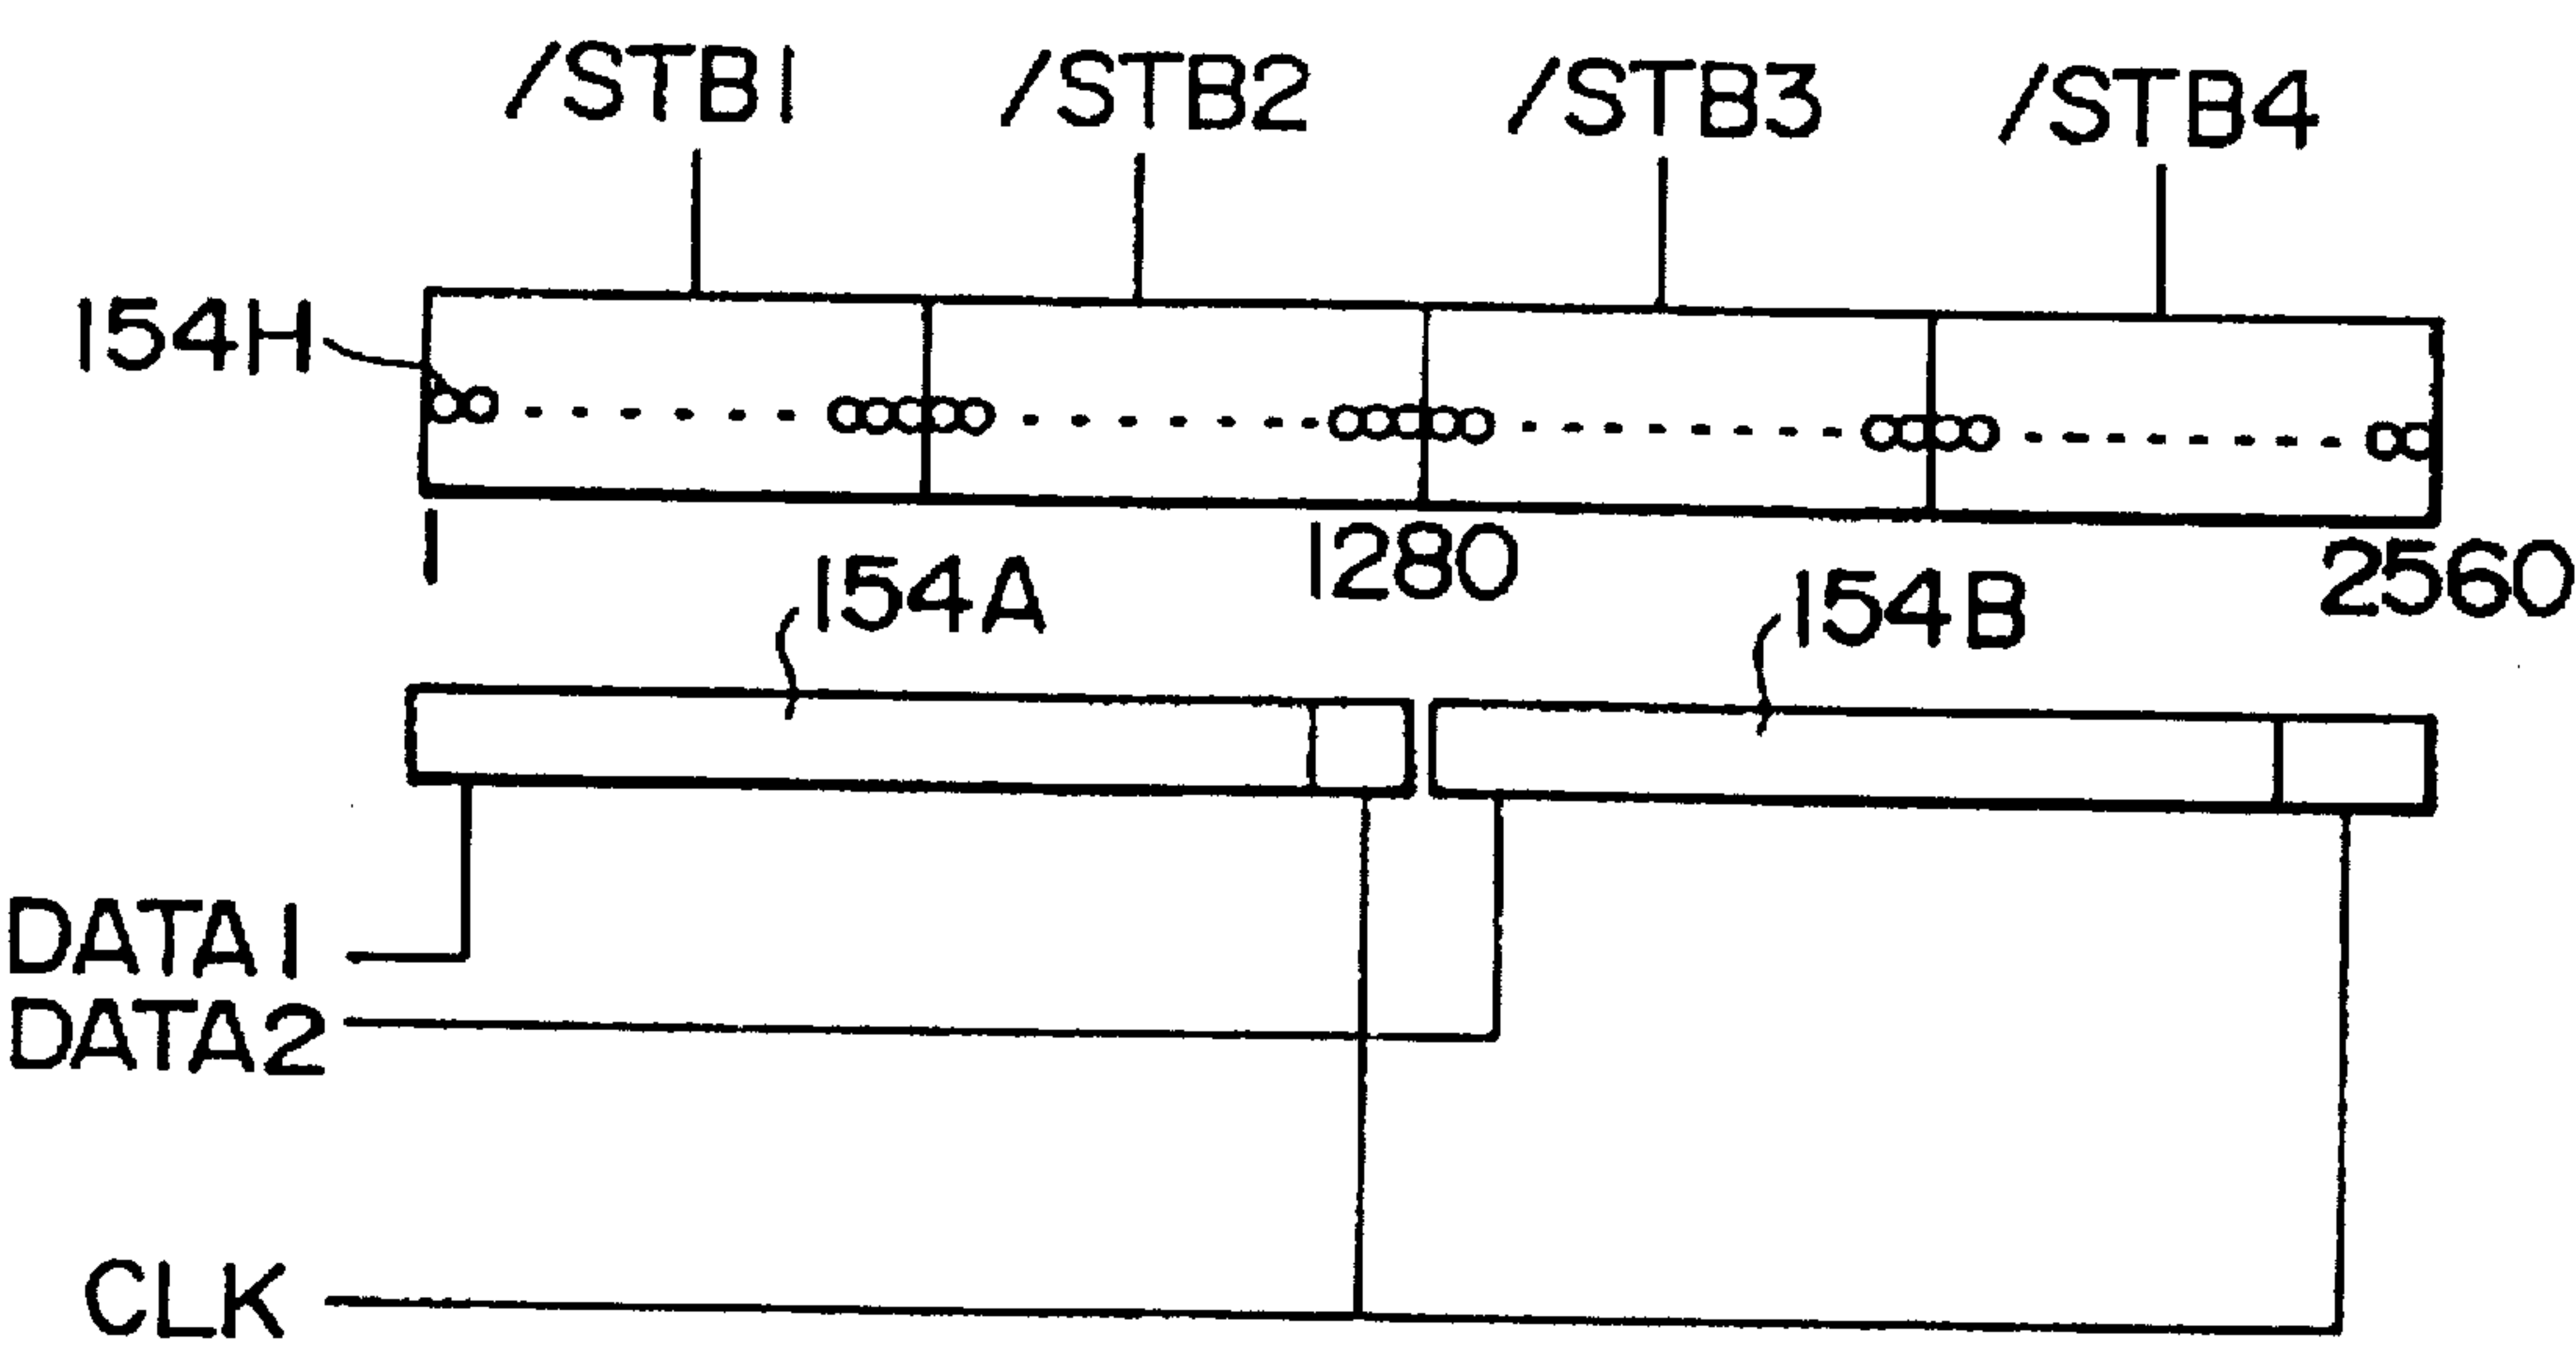 /STB1 /STB2 /STB3 /STB4
154H
1 1280 2560
154A 154B
DATA1
DATA2
CLK